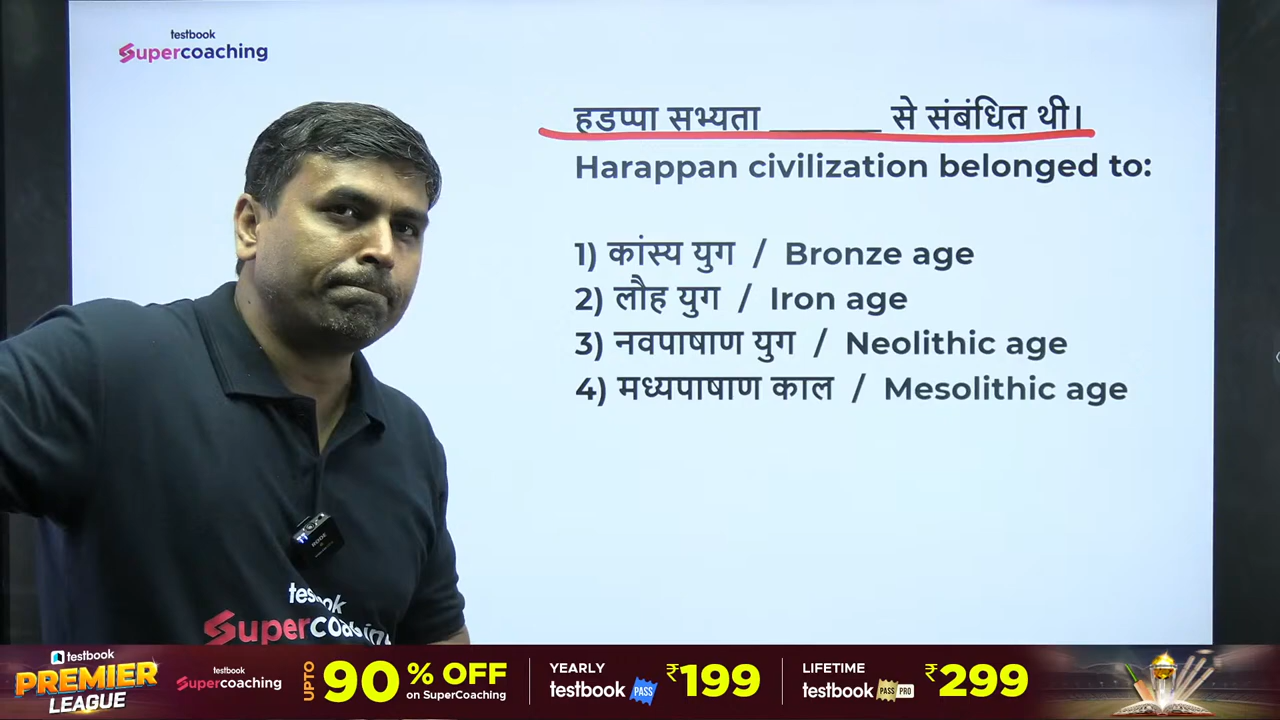 testbook
Supercoaching
हडप्पा सभ्यता ________ से संबंधित थी।
Harappan civilization belonged to:
1) कांस्य युग / Bronze age
2) लौह युग / Iron age
3) नवपाषाण युग / Neolithic age
4) मध्यपाषाण काल / Mesolithic age
RODE
testbook
Supercoaching
testbook
PREMIER
LEAGUE
testbook
Supercoaching
UPTO 90% OFF
on SuperCoaching
YEARLY
testbook PASS ₹199
LIFETIME
testbook PASS PRO ₹299